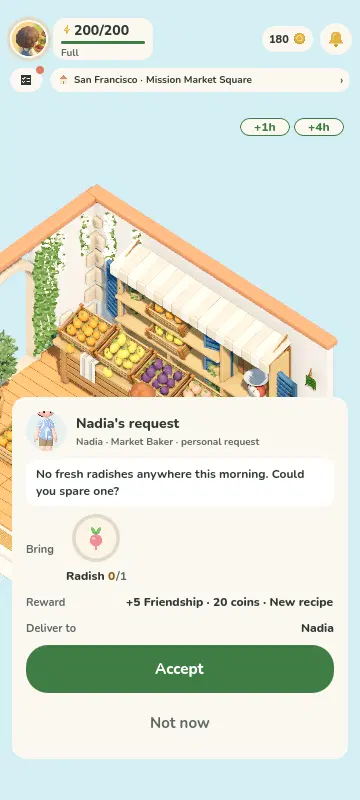 200/200
Full
180
San Francisco · Mission Market Square
+1h
+4h
Nadia's request
Nadia · Market Baker · personal request
No fresh radishes anywhere this morning. Could
you spare one?
Bring
Radish 0/1
Reward +5 Friendship · 20 coins · New recipe
Deliver to Nadia
Accept
Not now